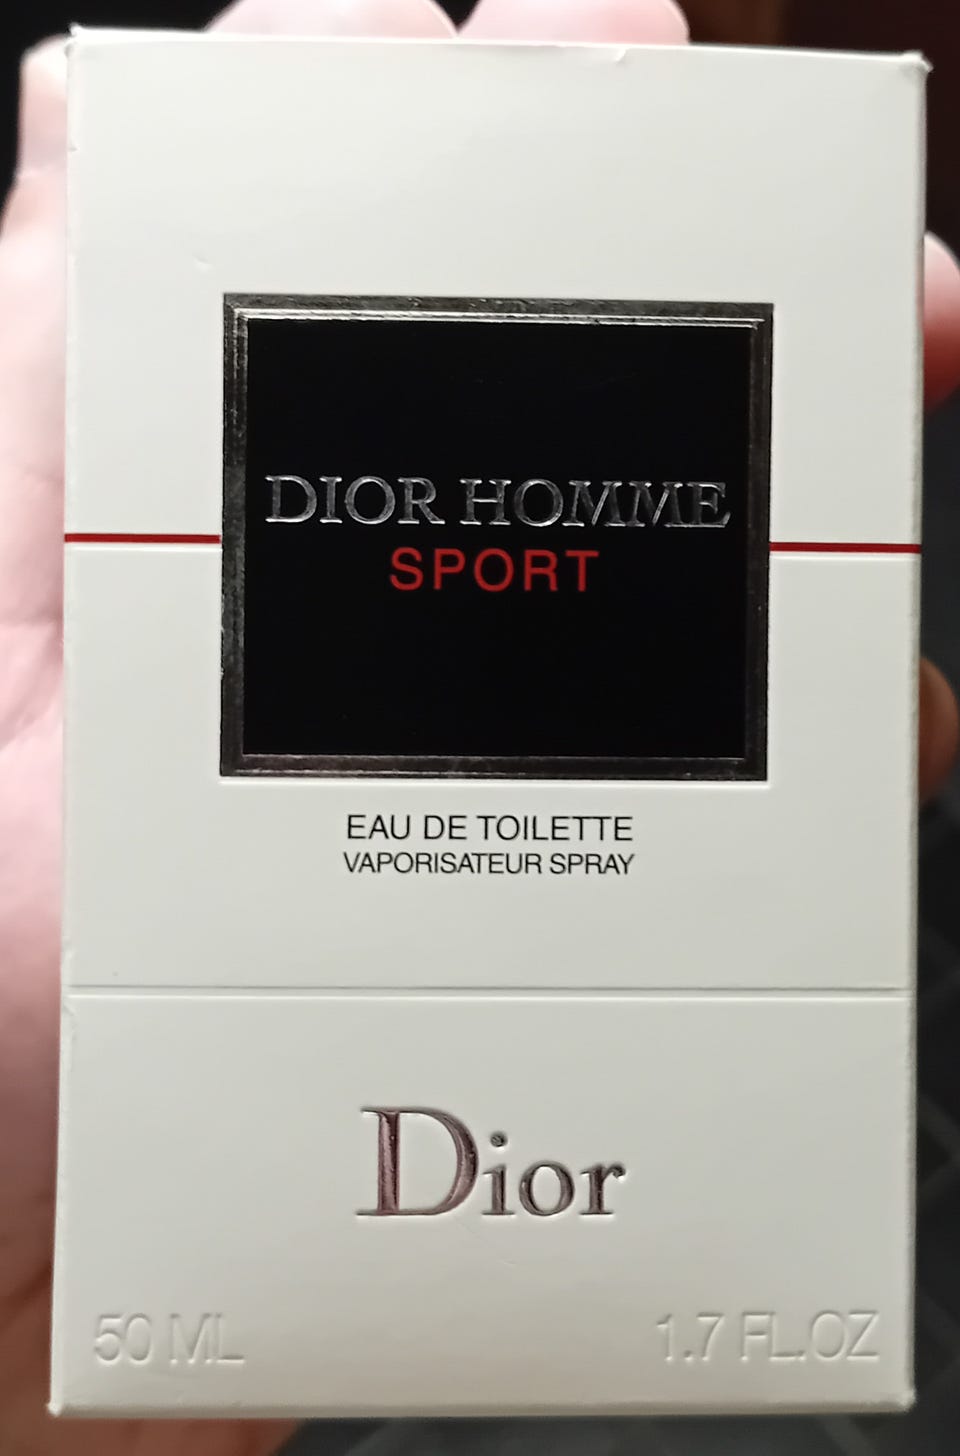 DIOR HOMME
SPORT
EAU DE TOILETTE
VAPORISATEUR SPRAY
Dior
50 ML 1.7 FL.OZ